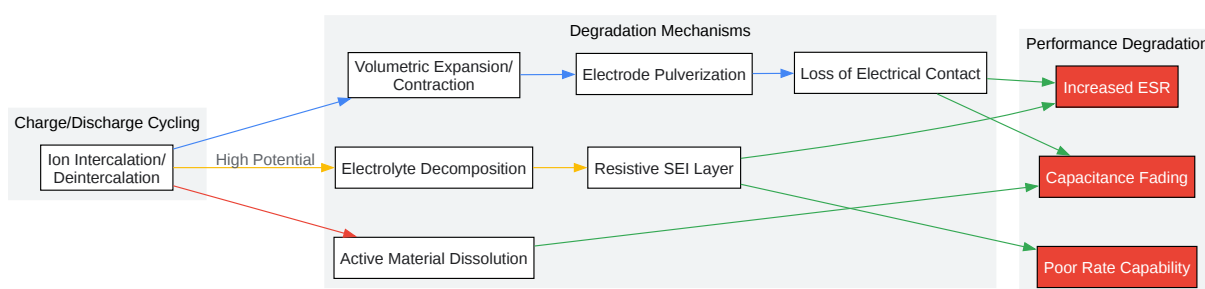 Degradation Mechanisms
Performance Degradation
Volumetric Expansion/
Contraction
Electrode Pulverization
Loss of Electrical Contact
Increased ESR
Charge/Discharge Cycling
Ion Intercalation/
Deintercalation
High Potential
Electrolyte Decomposition
Resistive SEI Layer
Capacitance Fading
Active Material Dissolution
Poor Rate Capability